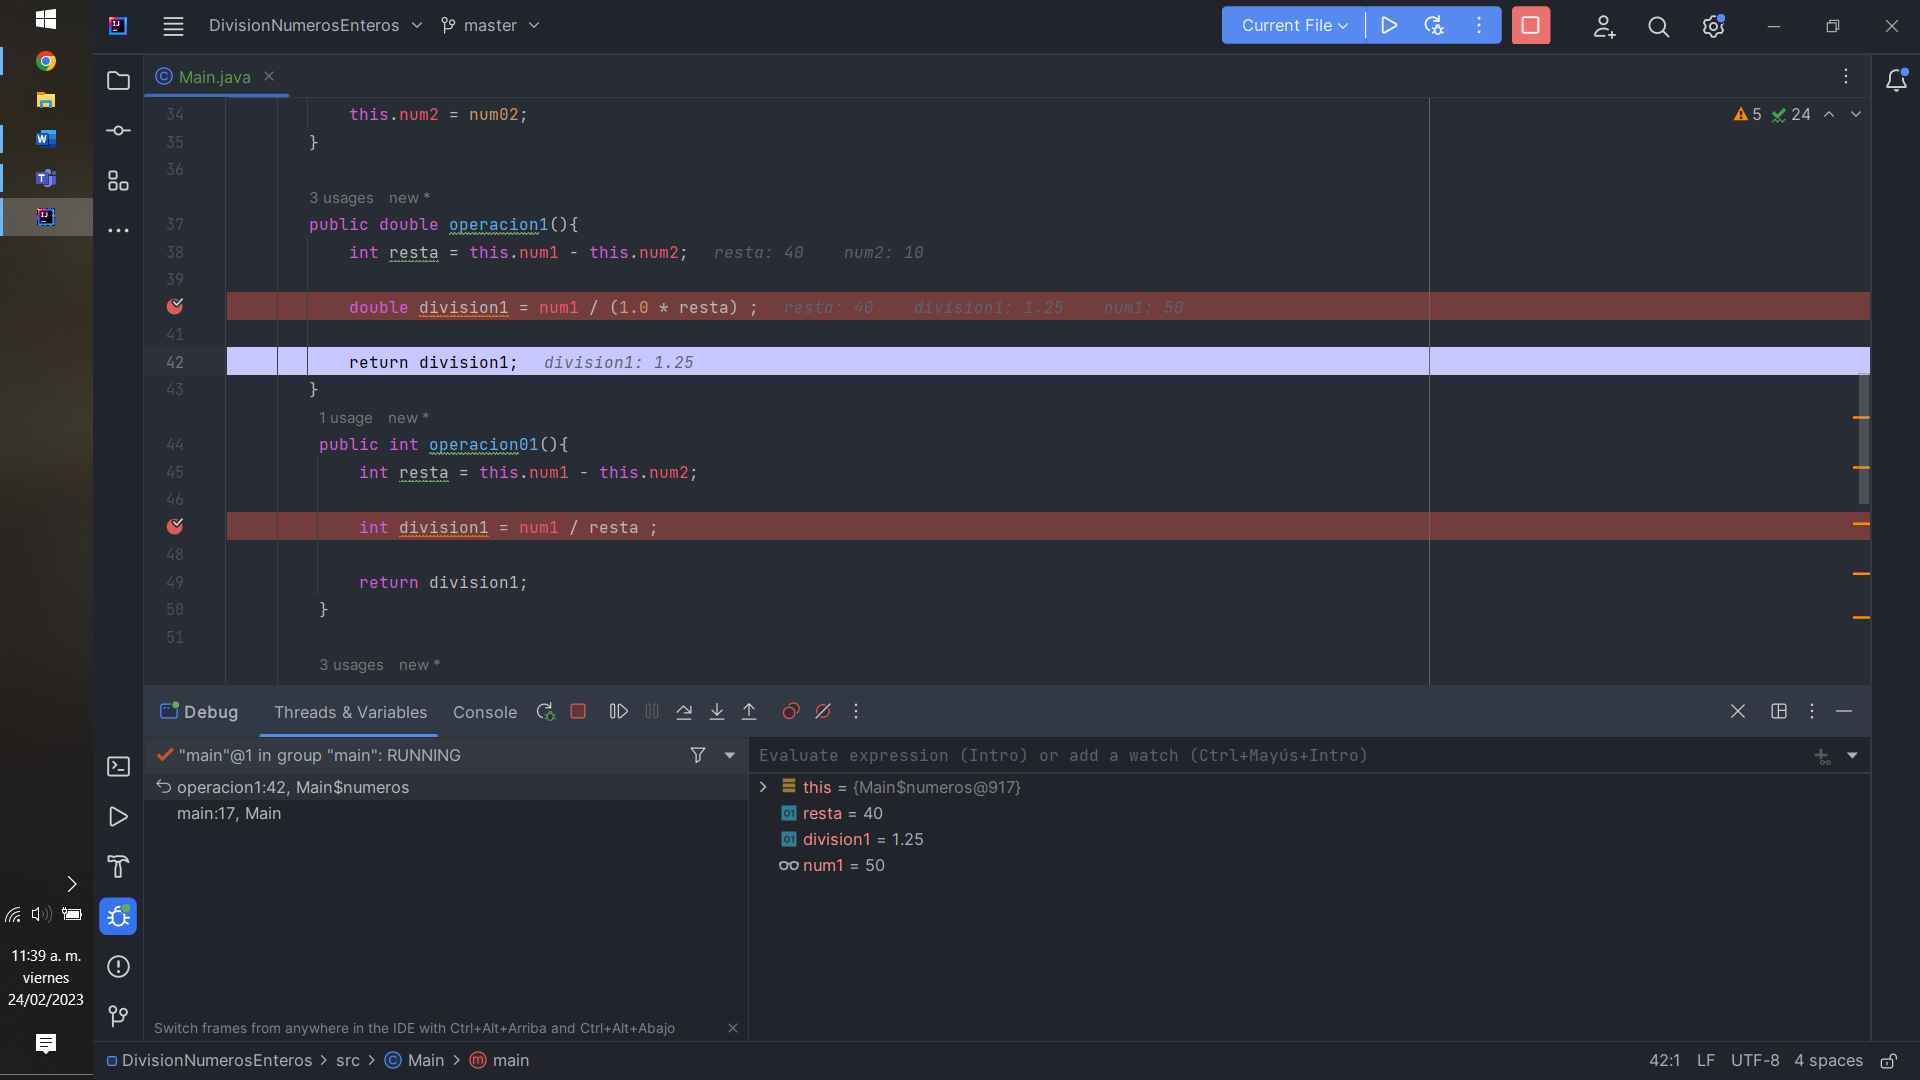 DivisionNumerosEnteros master Current File
Main.java
34 this.num2 = num02; 5 24
35 }
36
3 usages new *
37 public double operacion1(){
38 int resta = this.num1 - this.num2; resta: 40 num2: 10
39
double division1 = num1 / (1.0 * resta) ; resta: 40 division1: 1.25 num1: 50
41
42 return division1; division1: 1.25
43 }
1 usage new *
44 public int operacion01(){
45 int resta = this.num1 - this.num2;
46
int division1 = num1 / resta ;
48
49 return division1;
50 }
51
3 usages new *
Debug Threads & Variables Console
"main"@1 in group "main": RUNNING
Evaluate expression (Intro) or add a watch (Ctrl+Mayús+Intro)
operacion1:42, Main$numeros
main:17, Main
this = {Main$numeros@917}
resta = 40
division1 = 1.25
num1 = 50
Switch frames from anywhere in the IDE with Ctrl+Alt+Arriba and Ctrl+Alt+Abajo
DivisionNumerosEnteros > src > Main > main
42:1 LF UTF-8 4 spaces
11:39 a. m.
viernes
24/02/2023